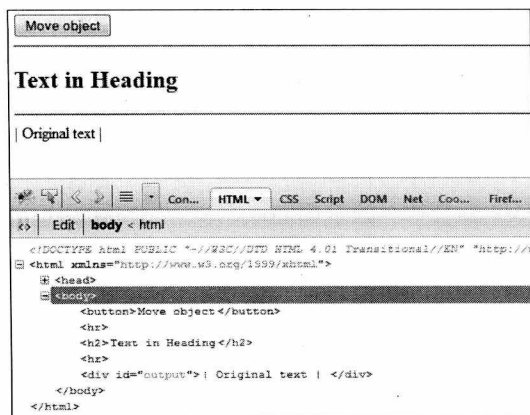 Move object
Text in Heading
| Original text |
Con... HTML CSS Script DOM Net Coo... Firef...
Edit body < html
<!DOCTYPE html PUBLIC "-//W3C//DTD HTML 4.01 Transitional//EN" "http://
<html xmlns="http://www.w3.org/1999/xhtml">
<head>
<body>
<button>Move object</button>
<hr>
<h2>Text in Heading</h2>
<hr>
<div id="output">| Original text | </div>
</body>
</html>